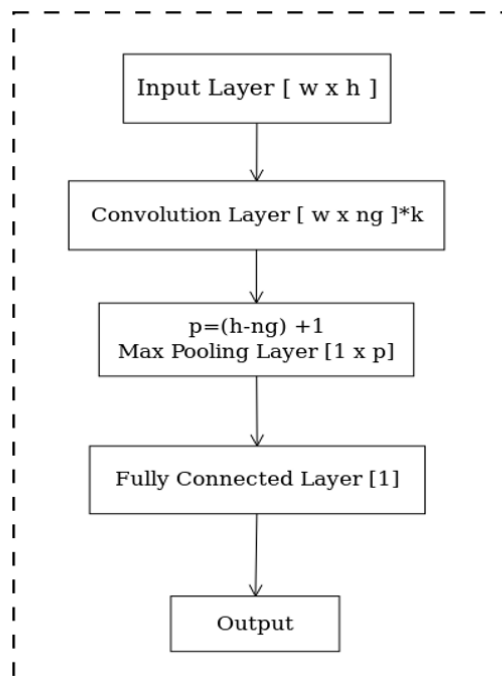 Input Layer [ w x h ]
Convolution Layer [ w x ng ]*k
p=(h-ng) +1
Max Pooling Layer [1 x p]
Fully Connected Layer [1]
Output